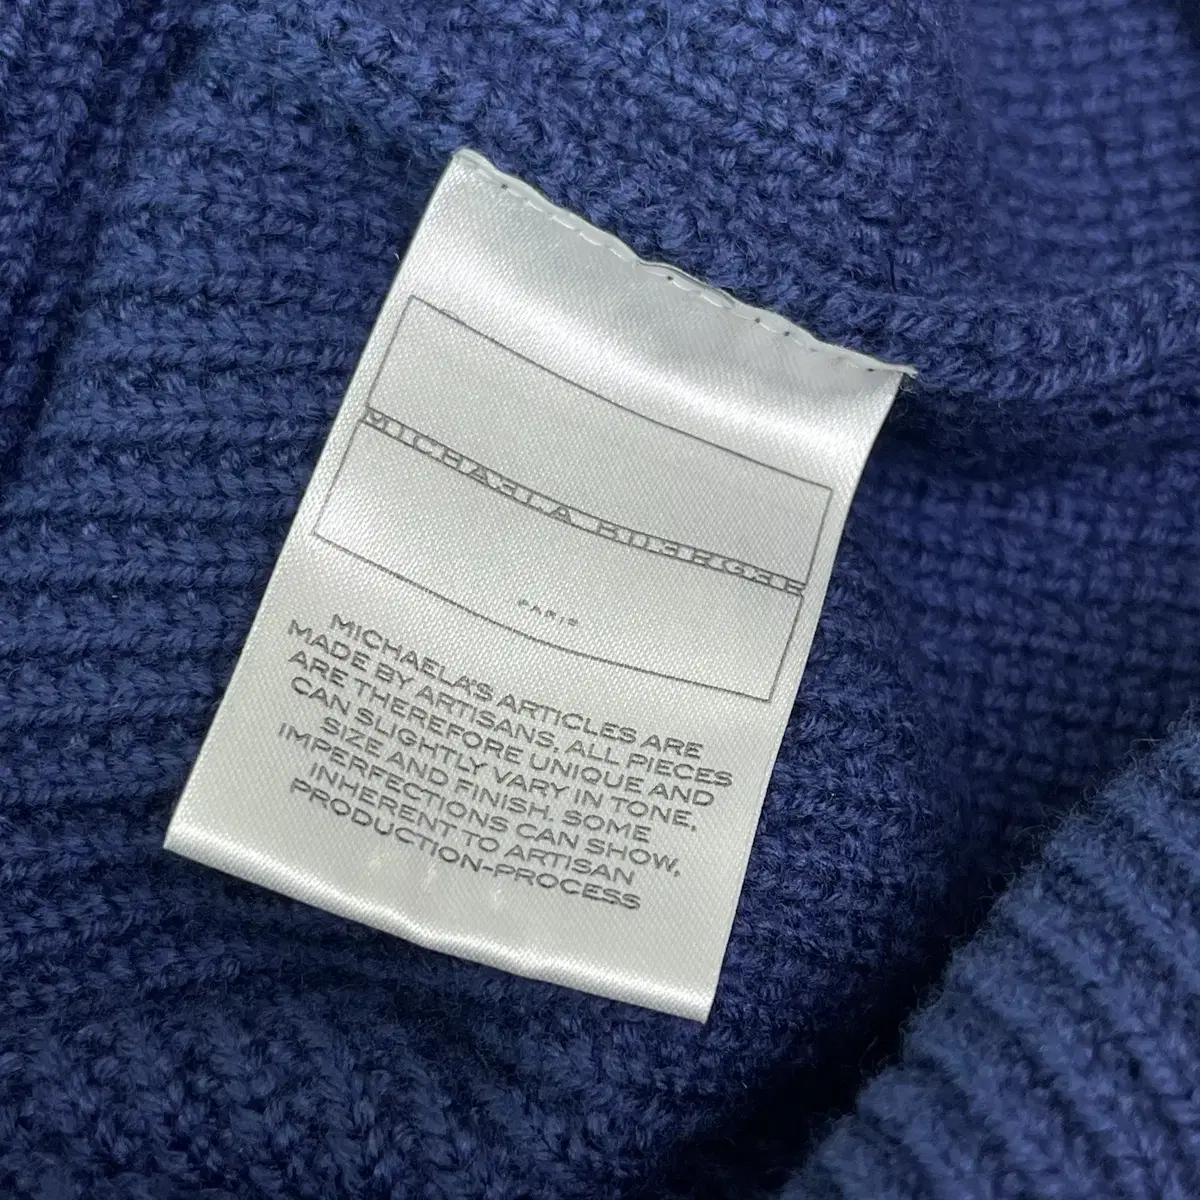 MICHAELA BUERGER
PARIS
MICHAELA'S ARTICLES ARE
MADE BY ARTISANS. ALL PIECES
ARE THEREFORE UNIQUE AND
CAN SLIGHTLY VARY IN TONE,
SIZE AND FINISH. SOME
IMPERFECTIONS CAN SHOW,
INHERENT TO ARTISAN
PRODUCTION-PROCESS